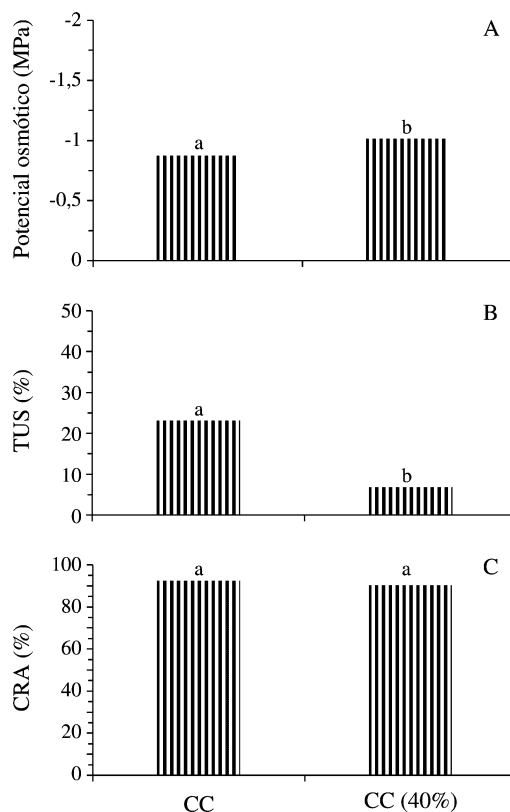 A
Potencial osmótico (MPa)
-2
-1,5
-1
-0,5
0
a
b
B
TUS (%)
50
40
30
20
10
0
a
b
C
CRA (%)
100
80
60
40
20
0
a
a
CC
CC (40%)